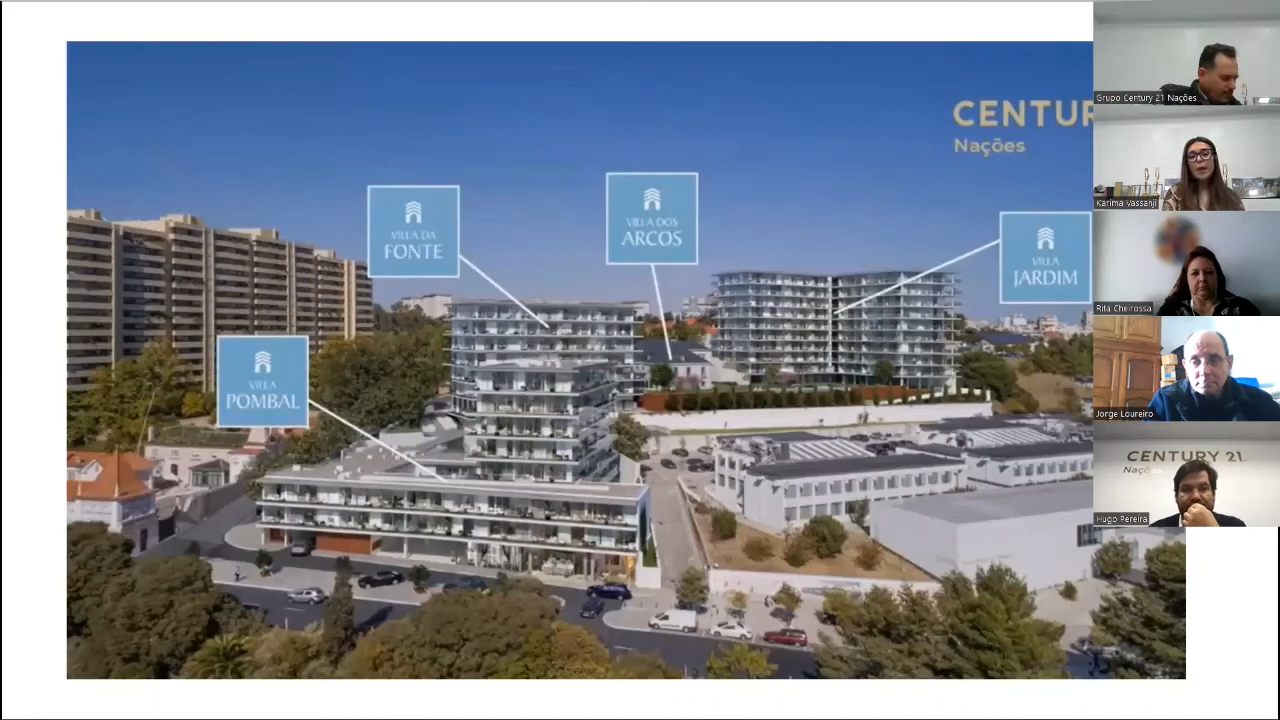 CENTUR
Nações
VILLA DA
FONTE
VILLA DOS
ARCOS
VILLA
JARDIM
VILLA
POMBAL
Grupo Century 21 Nações
Karima Vassanji
Rita Cheirossa
Jorge Loureiro
CENTURY 21.
Hugo Pereira